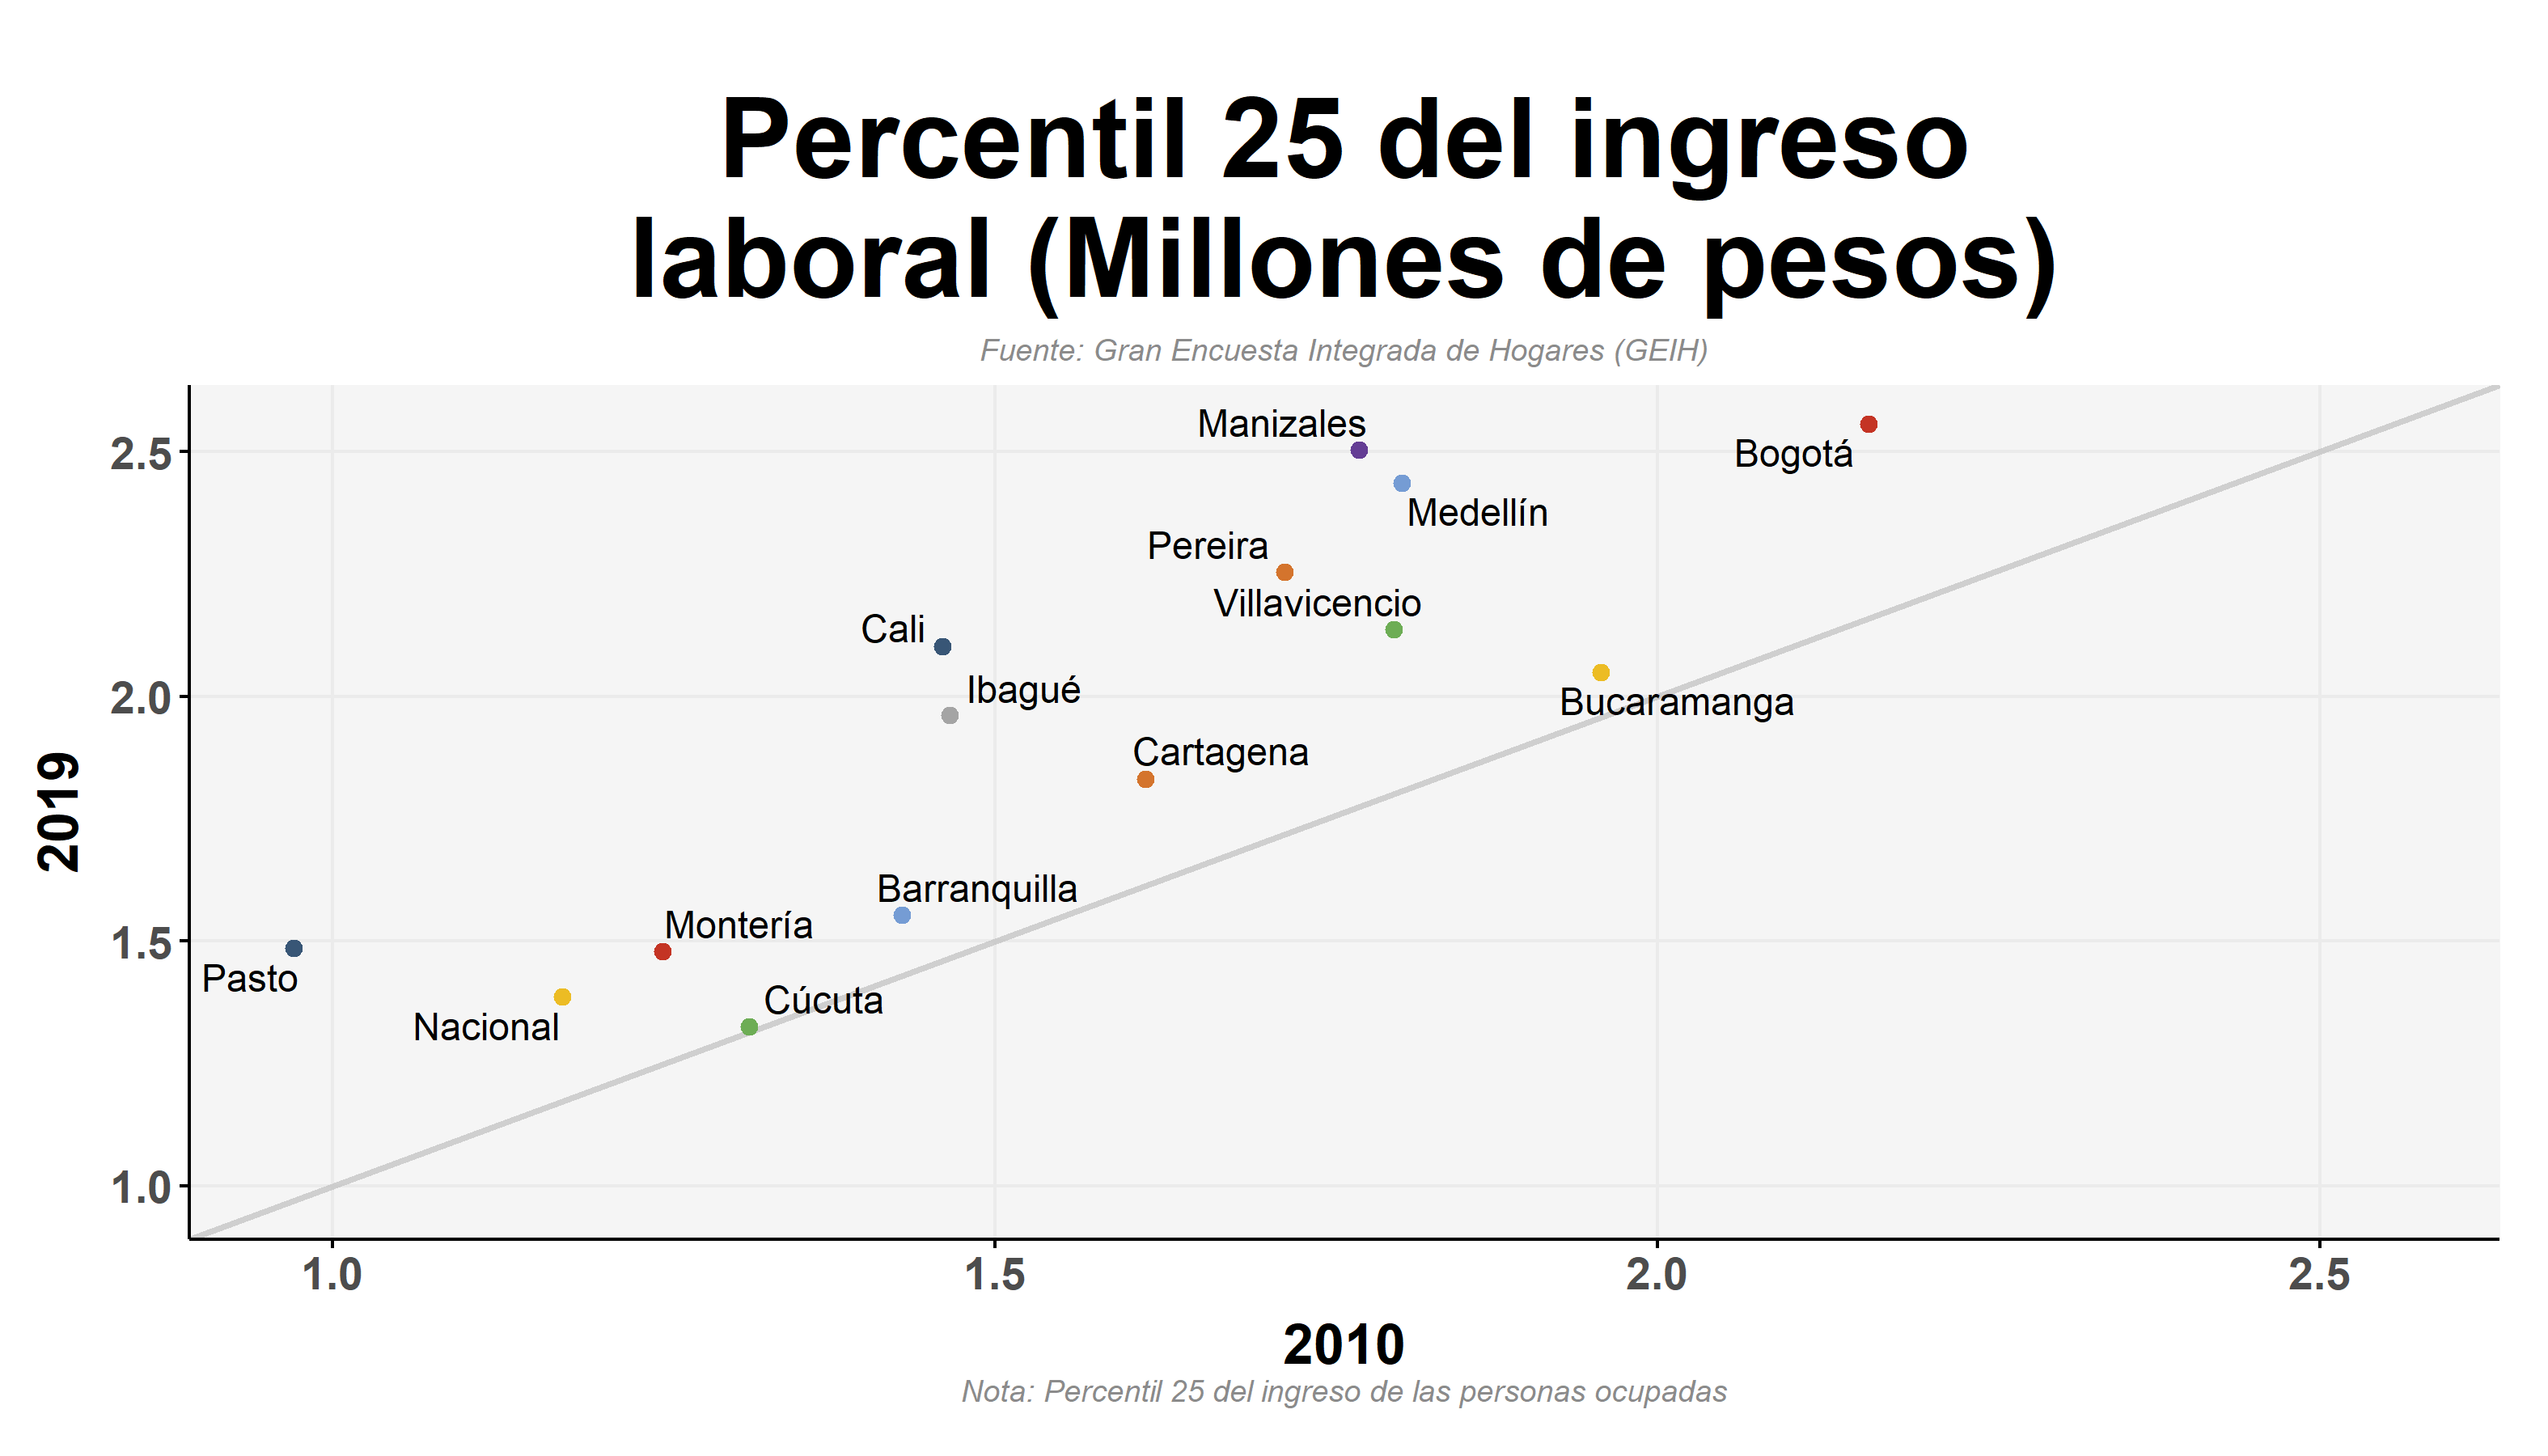 Percentil 25 del ingreso
laboral (Millones de pesos)
Fuente: Gran Encuesta Integrada de Hogares (GEIH)
Manizales
Bogotá
2.5
Medellín
Pereira
Villavicencio
Cali
Ibagué
2.0
Bucaramanga
Cartagena
2019
Barranquilla
Montería
1.5
Pasto
Cúcuta
Nacional
1.0
1.0 1.5 2.0 2.5
2010
Nota: Percentil 25 del ingreso de las personas ocupadas